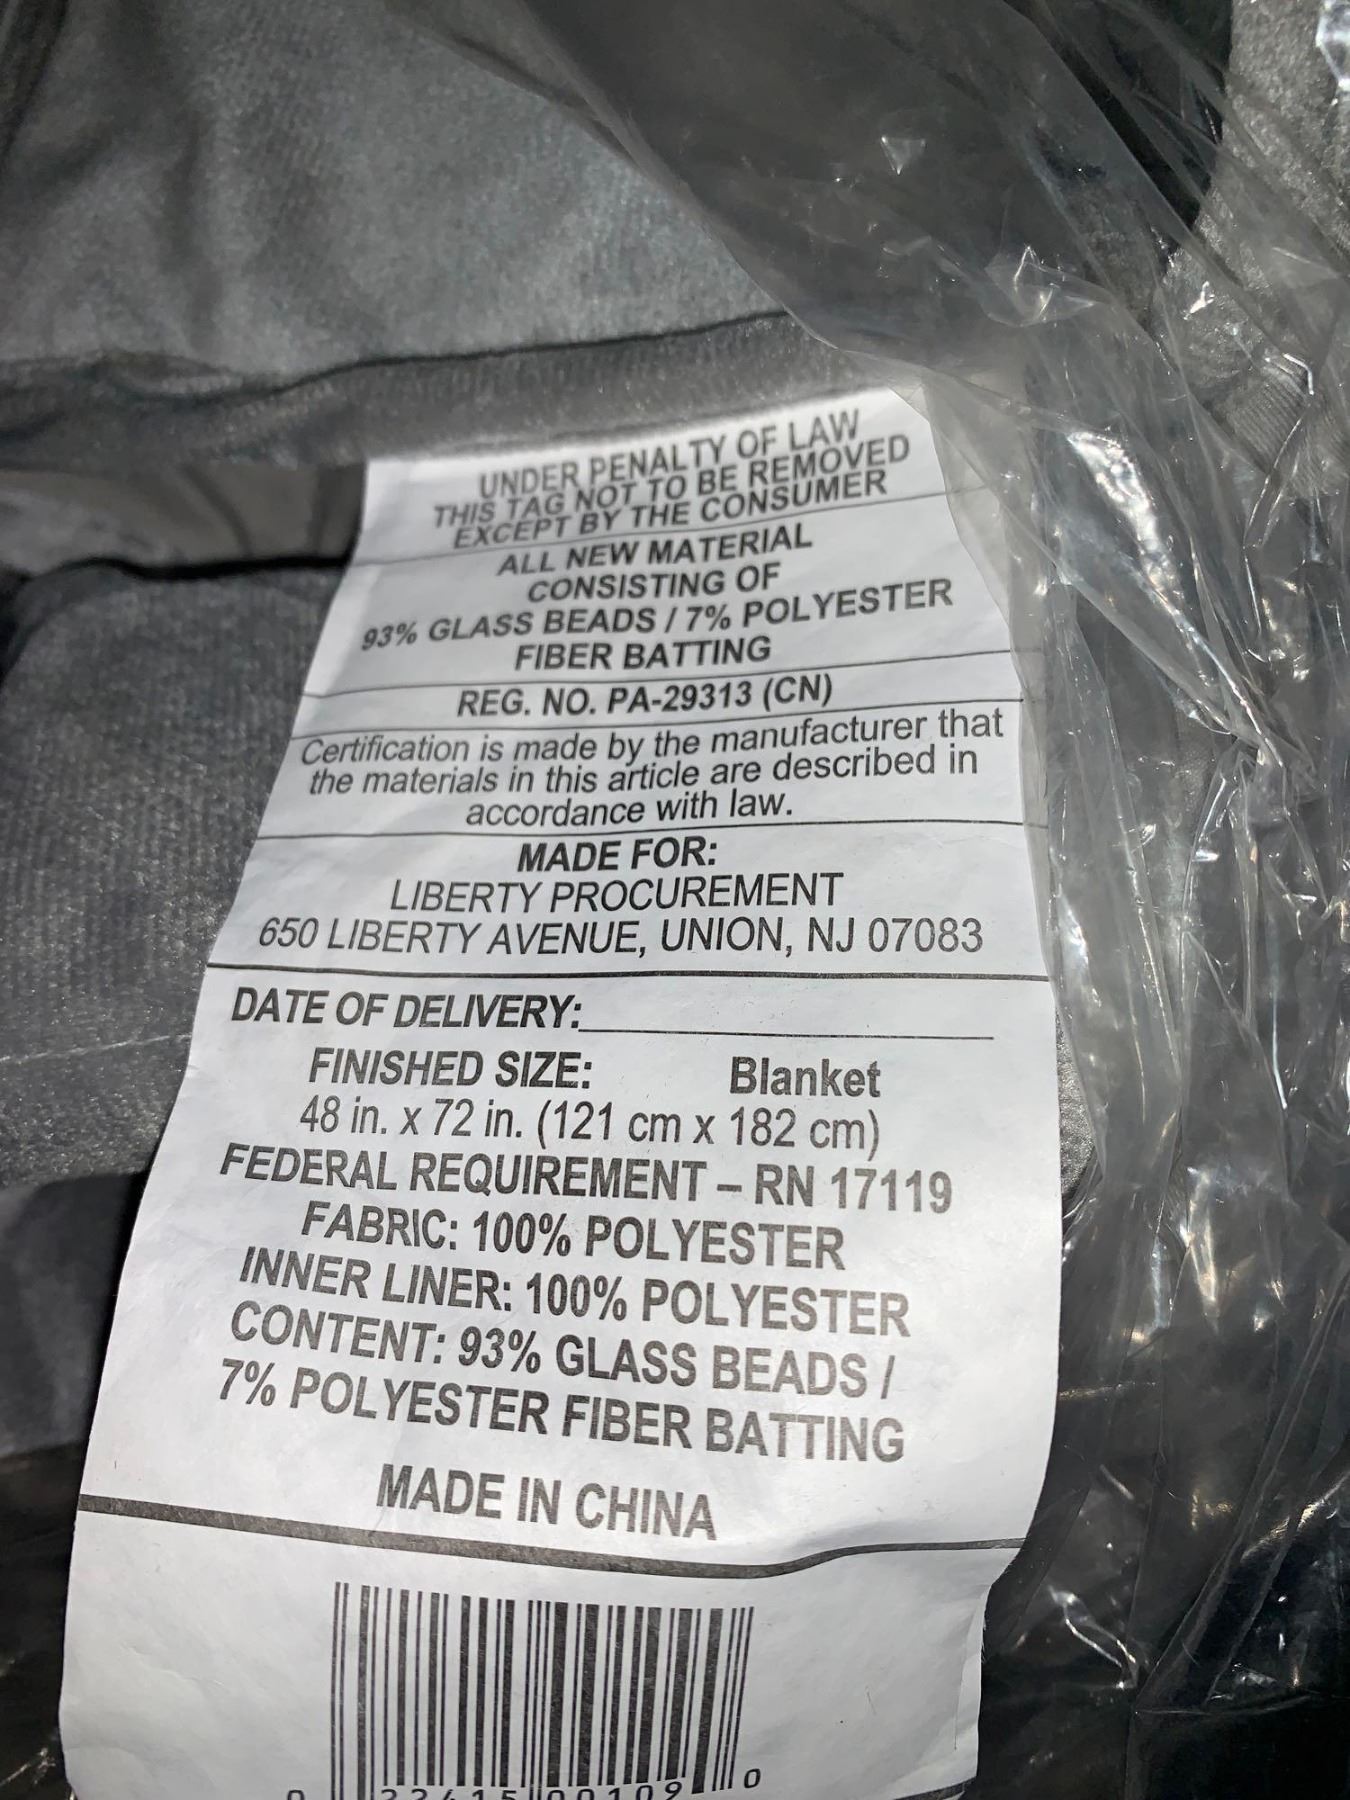 UNDER PENALTY OF LAW
THIS TAG NOT TO BE REMOVED
EXCEPT BY THE CONSUMER
ALL NEW MATERIAL
CONSISTING OF
93% GLASS BEADS / 7% POLYESTER
FIBER BATTING
REG. NO. PA-29313 (CN)
Certification is made by the manufacturer that
the materials in this article are described in
accordance with law.
MADE FOR:
LIBERTY PROCUREMENT
650 LIBERTY AVENUE, UNION, NJ 07083
DATE OF DELIVERY:
FINISHED SIZE: Blanket
48 in. x 72 in. (121 cm x 182 cm)
FEDERAL REQUIREMENT – RN 17119
FABRIC: 100% POLYESTER
INNER LINER: 100% POLYESTER
CONTENT: 93% GLASS BEADS /
7% POLYESTER FIBER BATTING
MADE IN CHINA
0 22415 00109 0